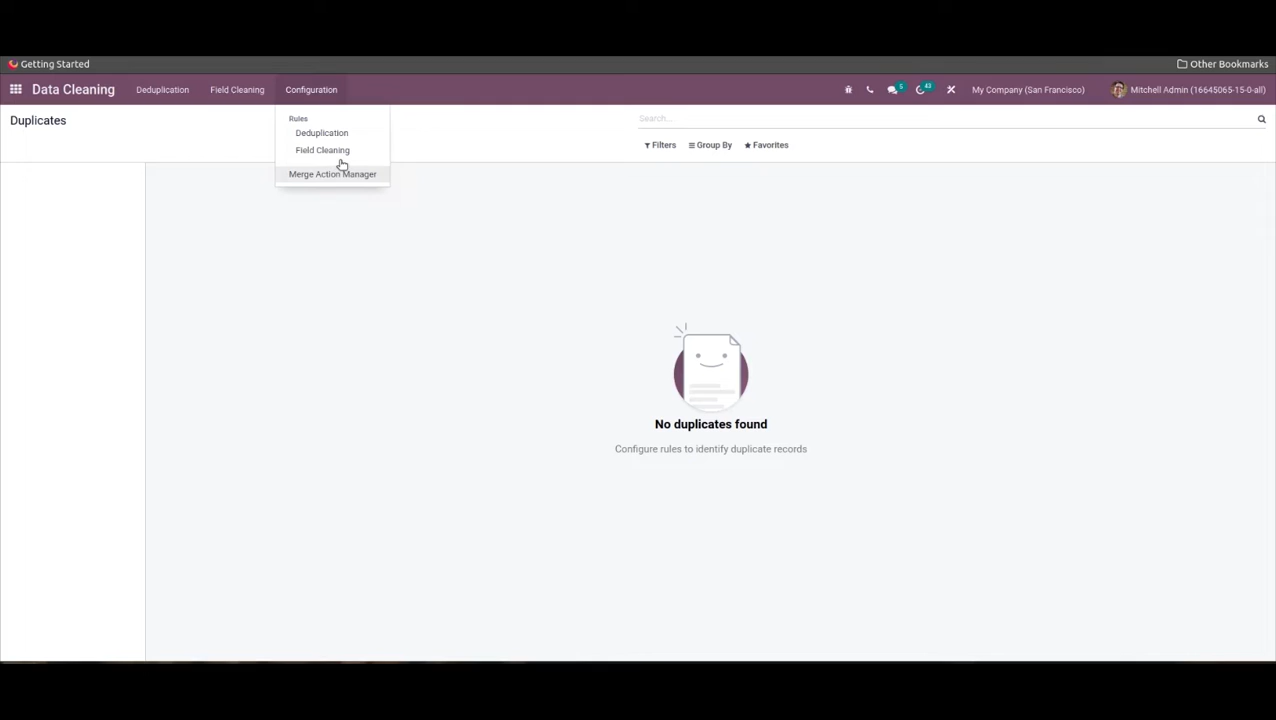 Getting Started
Other Bookmarks
Data Cleaning
Deduplication
Field Cleaning
Configuration
5
43
My Company (San Francisco)
Mitchell Admin (16645065-15-0-all)
Duplicates
Search...
Filters
Group By
Favorites
Rules
Deduplication
Field Cleaning
Merge Action Manager
No duplicates found
Configure rules to identify duplicate records